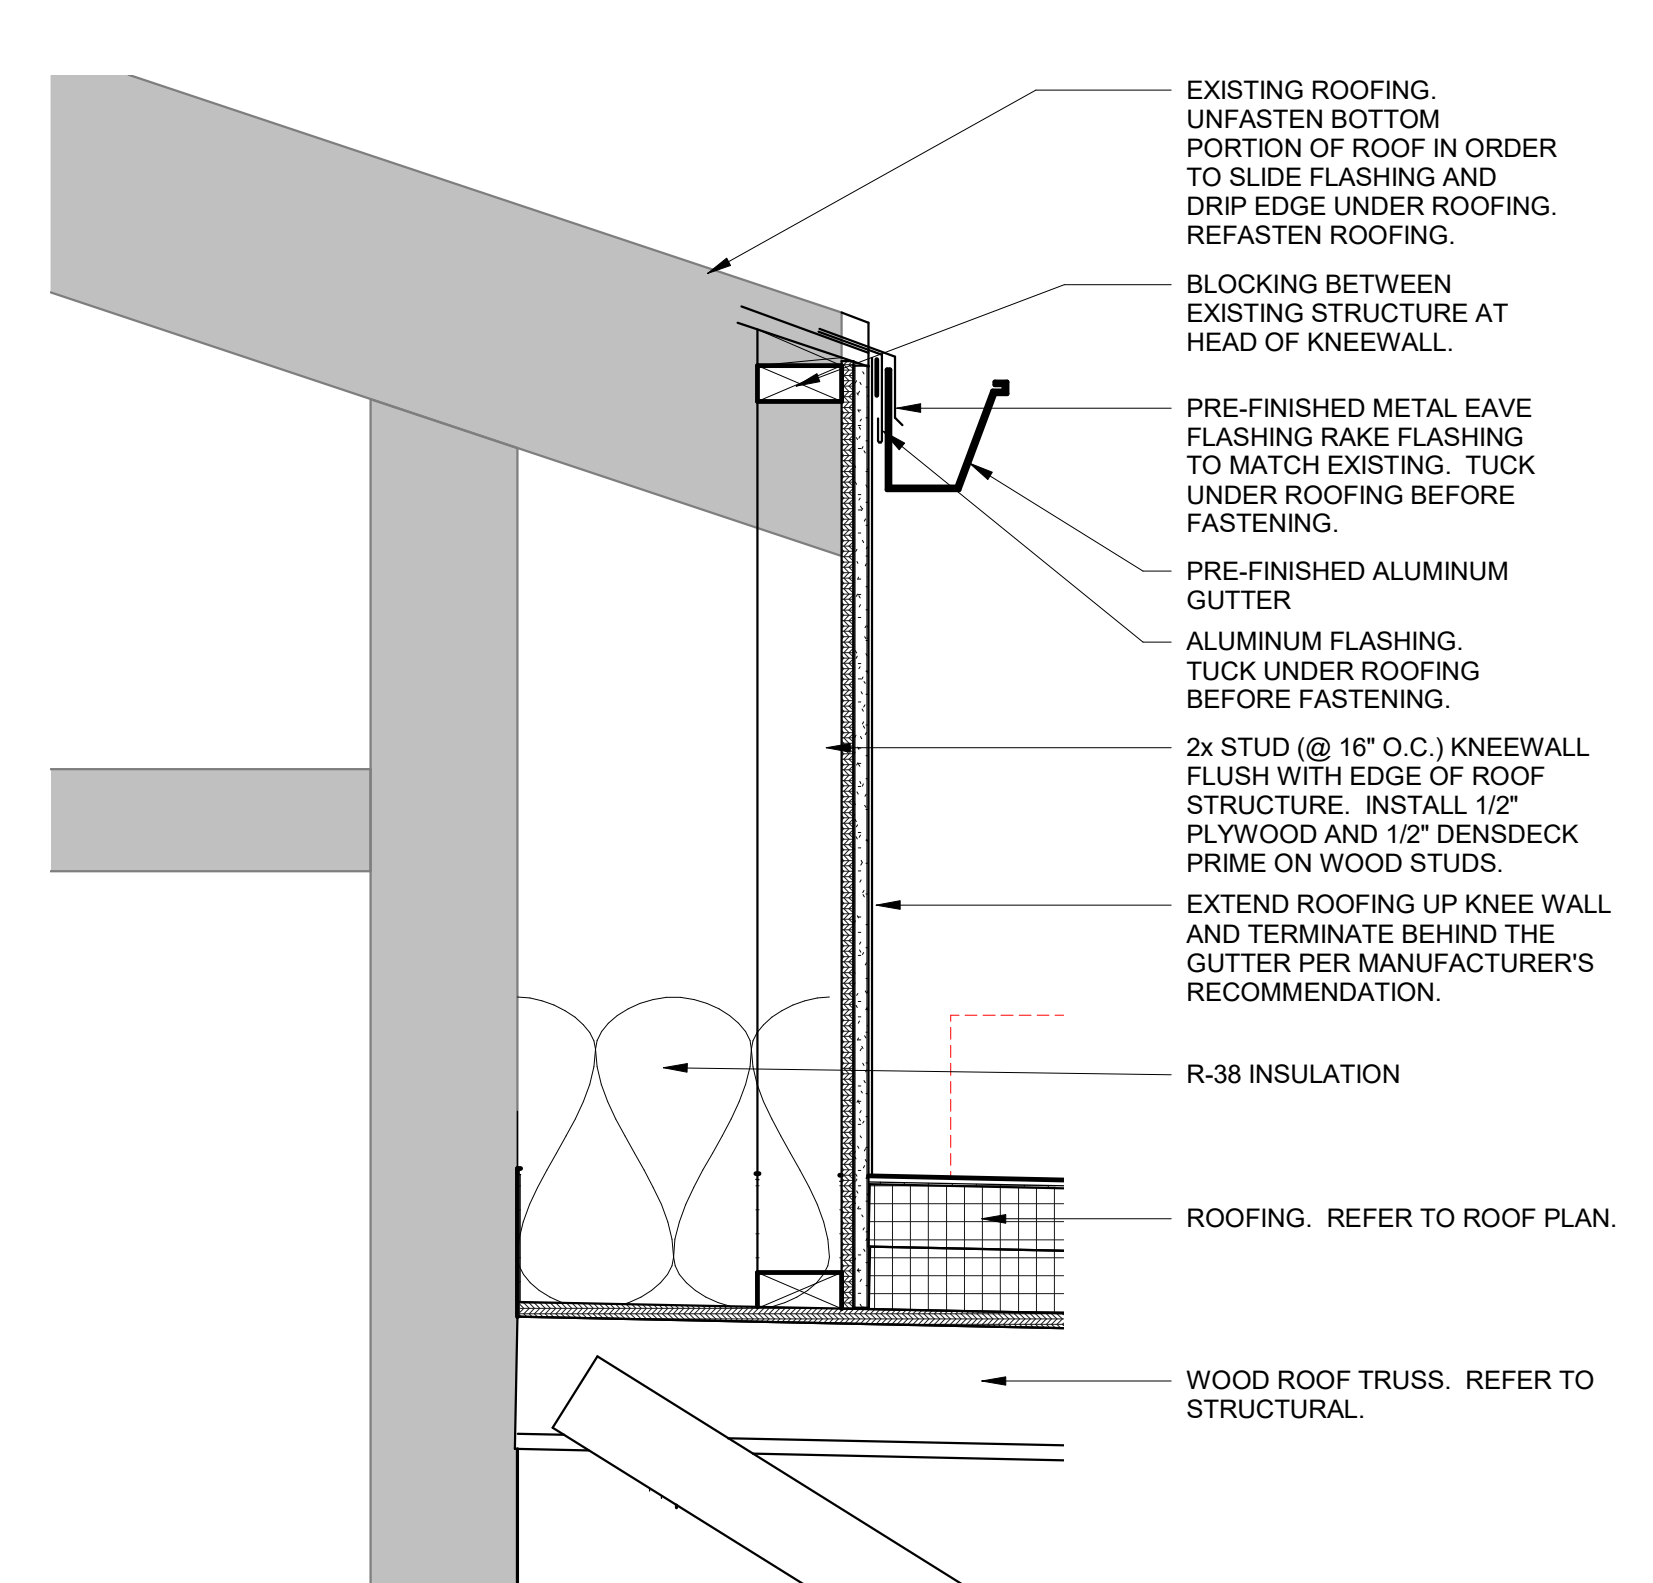 EXISTING ROOFING.
UNFASTEN BOTTOM
PORTION OF ROOF IN ORDER
TO SLIDE FLASHING AND
DRIP EDGE UNDER ROOFING.
REFASTEN ROOFING.
BLOCKING BETWEEN
EXISTING STRUCTURE AT
HEAD OF KNEEWALL.
PRE-FINISHED METAL EAVE
FLASHING RAKE FLASHING
TO MATCH EXISTING. TUCK
UNDER ROOFING BEFORE
FASTENING.
PRE-FINISHED ALUMINUM
GUTTER
ALUMINUM FLASHING.
TUCK UNDER ROOFING
BEFORE FASTENING.
2x STUD (@ 16" O.C.) KNEEWALL
FLUSH WITH EDGE OF ROOF
STRUCTURE. INSTALL 1/2"
PLYWOOD AND 1/2" DENSDECK
PRIME ON WOOD STUDS.
EXTEND ROOFING UP KNEE WALL
AND TERMINATE BEHIND THE
GUTTER PER MANUFACTURER'S
RECOMMENDATION.
R-38 INSULATION
ROOFING. REFER TO ROOF PLAN.
WOOD ROOF TRUSS. REFER TO
STRUCTURAL.